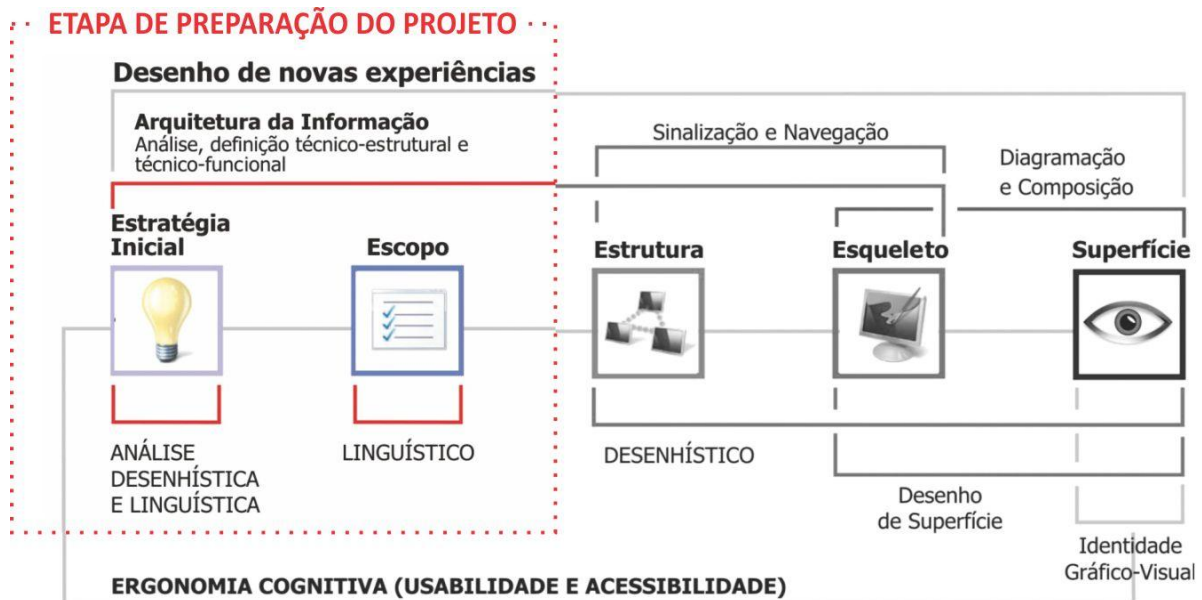 ETAPA DE PREPARAÇÃO DO PROJETO
Desenho de novas experiências
Arquitetura da Informação
Análise, definição técnico-estrutural e
técnico-funcional
Sinalização e Navegação
Diagramação
e Composição
Estratégia
Inicial
Escopo
Estrutura
Esqueleto
Superfície
ANÁLISE
DESENHÍSTICA
E LINGUÍSTICA
LINGUÍSTICO
DESENHÍSTICO
Desenho
de Superfície
Identidade
Gráfico-Visual
ERGONOMIA COGNITIVA (USABILIDADE E ACESSIBILIDADE)